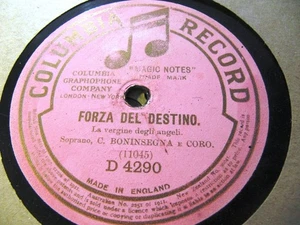 COLUMBIA RECORD
COLUMBIA "MAGIC NOTES"
GRAPHOPHONE TRADE MARK
COMPANY
LONDON-NEW YORK
FORZA DEL DESTINO.
La vergine degli angeli.
Soprano, C. BONINSEGNA E CORO.
(11045)
D 4290
MADE IN ENGLAND